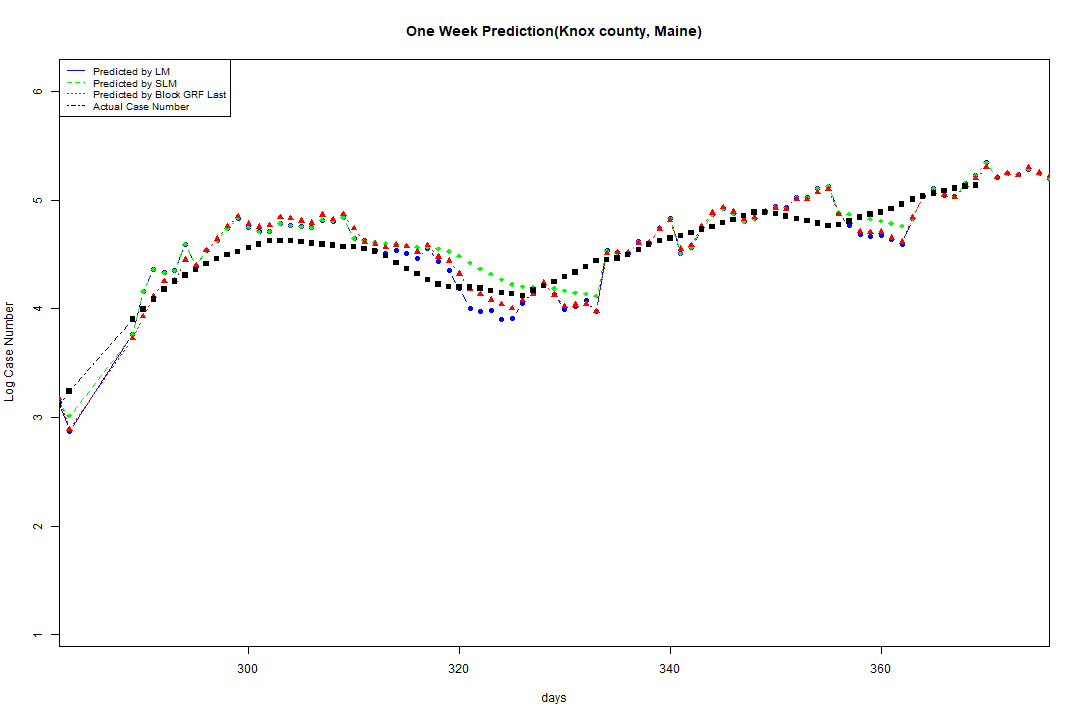 One Week Prediction(Knox county, Maine)
Predicted by LM
Predicted by SLM
Predicted by Block GRF Last
Actual Case Number
6
5
4
3
2
1
Log Case Number
300 320 340 360
days